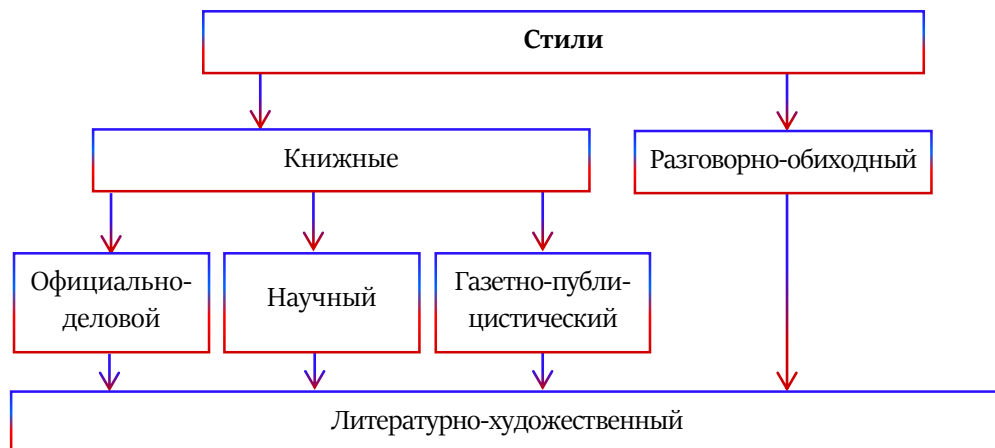 Стили
Книжные
Разговорно-обиходный
Официально-
деловой
Научный
Газетно-публи-
цистический
Литературно-художественный